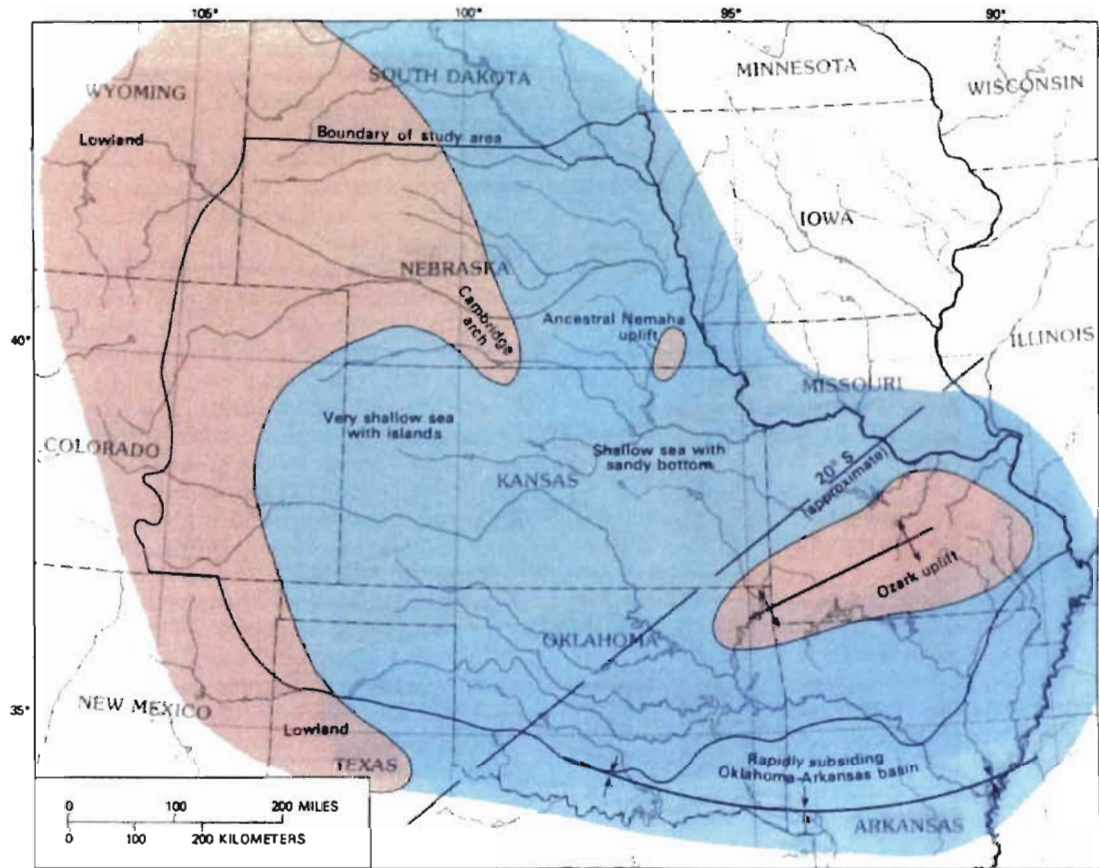 105°
100°
95°
90°
SOUTH DAKOTA
MINNESOTA
WISCONSIN
WYOMING
Lowland
Boundary of study area
IOWA
NEBRASKA
Cambridge
arch
Ancestral Nemaha
uplift
ILLINOIS
40°
MISSOURI
Very shallow sea
with islands
COLORADO
Shallow sea with
sandy bottom
KANSAS
20° S
(approximate)
Ozark uplift
OKLAHOMA
35°
NEW MEXICO
Lowland
TEXAS
Rapidly subsiding
Oklahoma-Arkansas basin
ARKANSAS
0 100 200 MILES
0 100 200 KILOMETERS